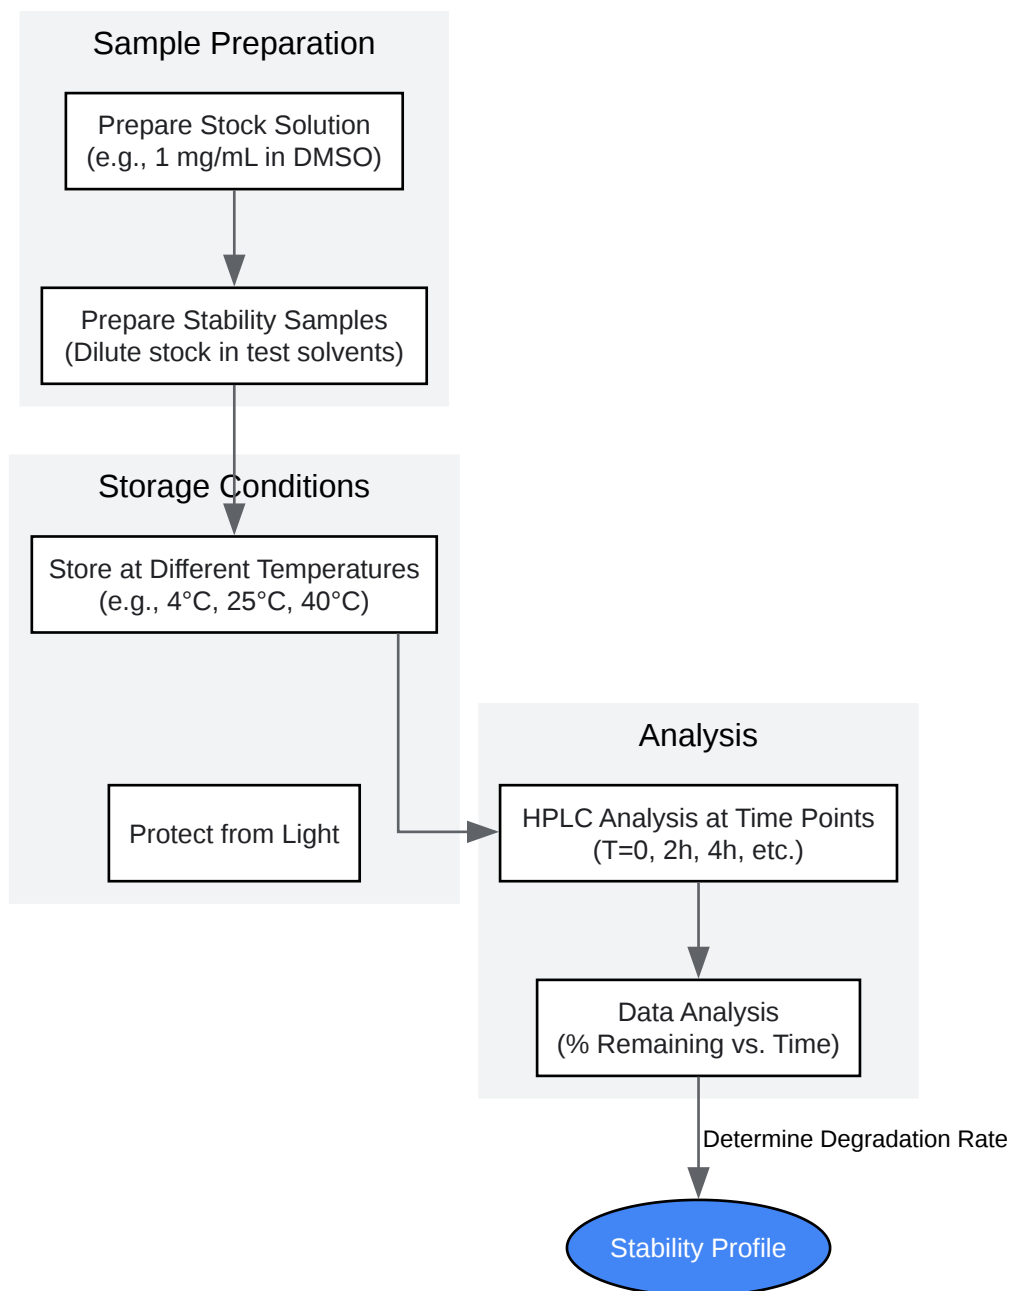 Sample Preparation
Prepare Stock Solution
(e.g., 1 mg/mL in DMSO)
Prepare Stability Samples
(Dilute stock in test solvents)
Storage Conditions
Store at Different Temperatures
(e.g., 4°C, 25°C, 40°C)
Protect from Light
Analysis
HPLC Analysis at Time Points
(T=0, 2h, 4h, etc.)
Data Analysis
(% Remaining vs. Time)
Determine Degradation Rate
Stability Profile